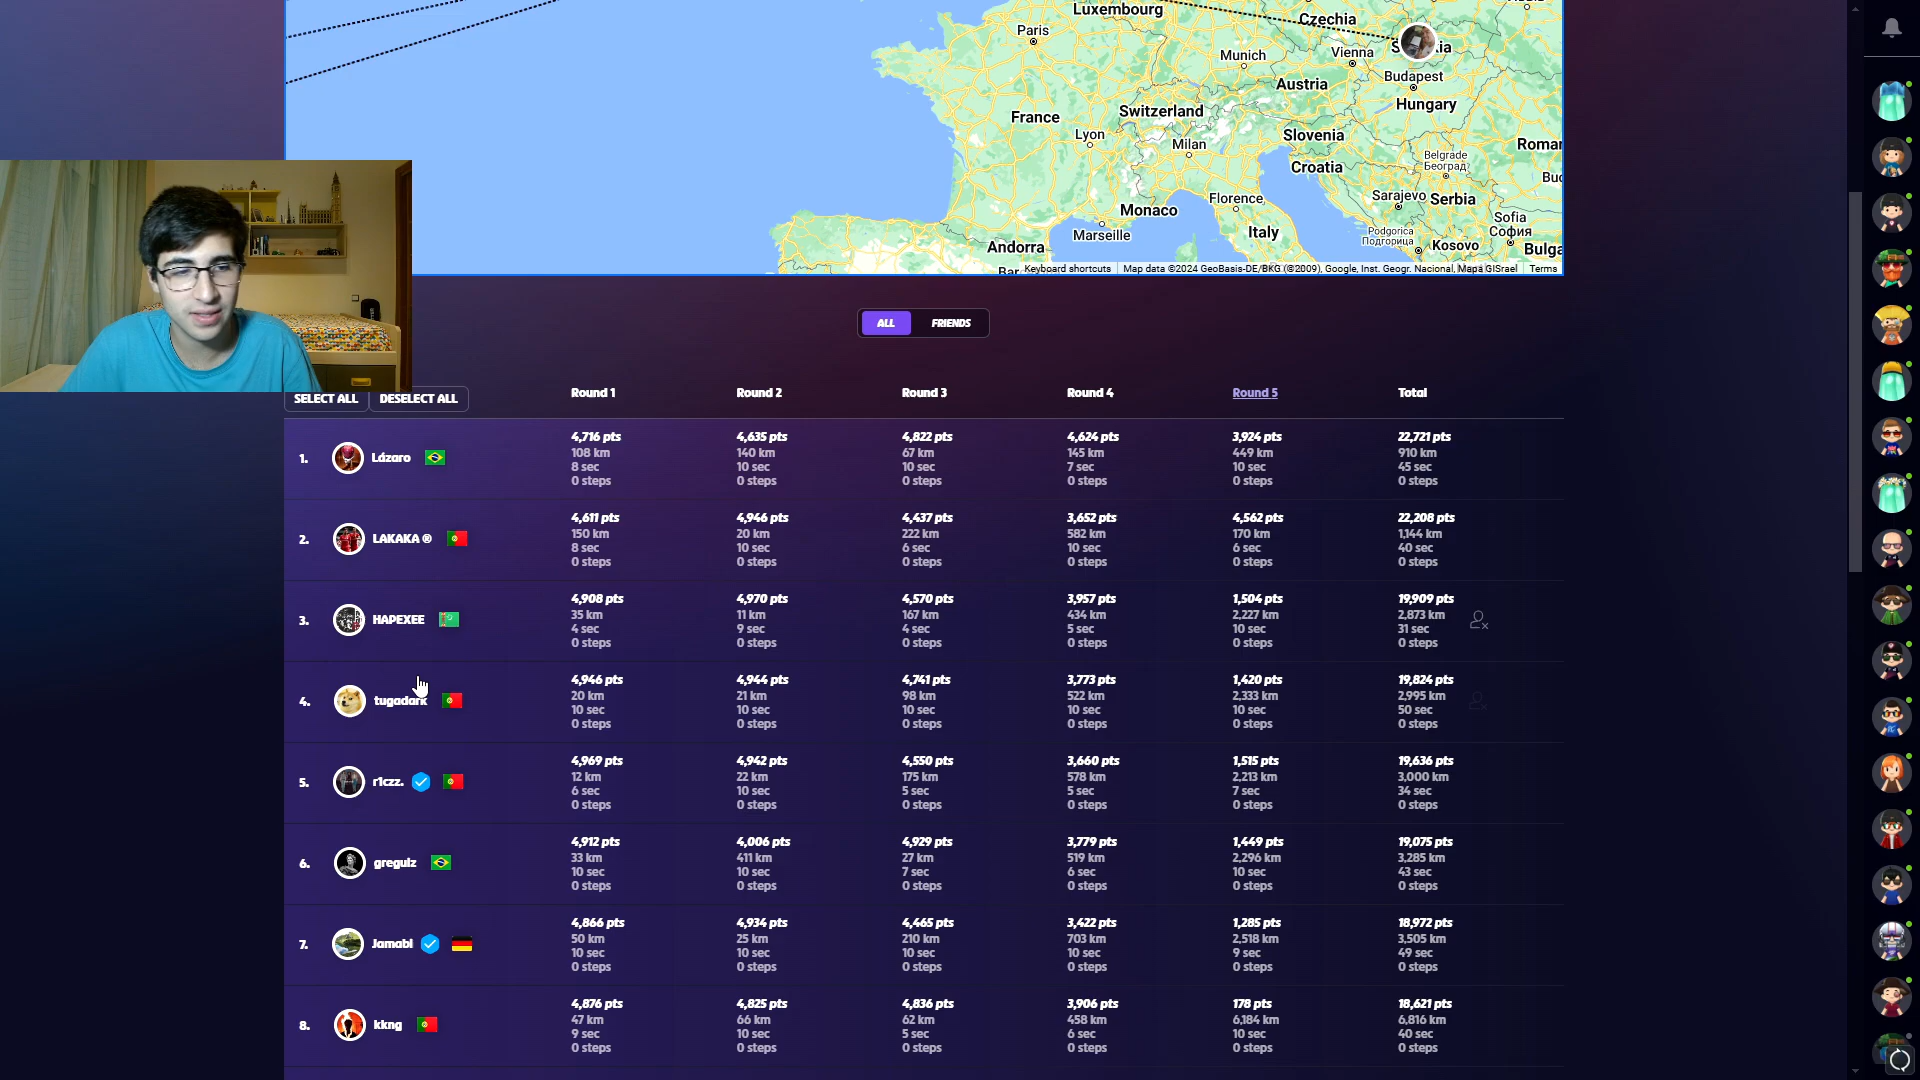 Luxembourg
Czechia
Paris
Vienna
Munich
Budapest
Austria
Hungary
Switzerland
France
Lyon
Slovenia
Milan
Croatia
Belgrade
Београд
Florence
Sarajevo
Serbia
Monaco
Sofia
София
Marseille
Italy
Podgorica
Подгорица
Kosovo
Andorra
Keyboard shortcuts
Map data ©2024 GeoBasis-DE/BKG (©2009), Google, Inst. Geogr. Nacional, Mapa GISrael
Terms
ALL FRIENDS
SELECT ALL DESELECT ALL Round 1 Round 2 Round 3 Round 4 Round 5 Total
4,716 pts 4,635 pts 4,822 pts 4,624 pts 3,924 pts 22,721 pts
1. Lázaro 108 km 140 km 67 km 145 km 449 km 910 km
8 sec 10 sec 10 sec 7 sec 10 sec 45 sec
0 steps 0 steps 0 steps 0 steps 0 steps 0 steps
4,611 pts 4,946 pts 4,437 pts 3,652 pts 4,562 pts 22,208 pts
2. LAKAKA ® 150 km 20 km 222 km 582 km 170 km 1,144 km
8 sec 10 sec 6 sec 10 sec 6 sec 40 sec
0 steps 0 steps 0 steps 0 steps 0 steps 0 steps
4,908 pts 4,970 pts 4,570 pts 3,957 pts 1,504 pts 19,909 pts
3. HAPEXEE 35 km 11 km 167 km 434 km 2,227 km 2,873 km
4 sec 9 sec 4 sec 5 sec 10 sec 31 sec
0 steps 0 steps 0 steps 0 steps 0 steps 0 steps
4,946 pts 4,944 pts 4,741 pts 3,773 pts 1,420 pts 19,824 pts
4. tugadark 20 km 21 km 98 km 522 km 2,333 km 2,995 km
10 sec 10 sec 10 sec 10 sec 10 sec 50 sec
0 steps 0 steps 0 steps 0 steps 0 steps 0 steps
4,969 pts 4,942 pts 4,550 pts 3,660 pts 1,515 pts 19,636 pts
5. r1czz. 12 km 22 km 175 km 578 km 2,213 km 3,000 km
6 sec 10 sec 5 sec 5 sec 7 sec 34 sec
0 steps 0 steps 0 steps 0 steps 0 steps 0 steps
4,912 pts 4,006 pts 4,929 pts 3,779 pts 1,449 pts 19,075 pts
6. 33 km 411 km 27 km 519 km 2,296 km 3,285 km
10 sec 10 sec 7 sec 6 sec 10 sec 43 sec
0 steps 0 steps 0 steps 0 steps 0 steps 0 steps
4,866 pts 4,934 pts 4,465 pts 3,422 pts 1,285 pts 18,972 pts
7. 50 km 25 km 210 km 703 km 2,518 km 3,505 km
10 sec 10 sec 10 sec 10 sec 9 sec 49 sec
0 steps 0 steps 0 steps 0 steps 0 steps 0 steps
4,876 pts 4,825 pts 4,836 pts 3,906 pts 178 pts 18,621 pts
8. kkng 47 km 66 km 62 km 458 km 6,184 km 6,816 km
9 sec 10 sec 5 sec 6 sec 10 sec 40 sec
0 steps 0 steps 0 steps 0 steps 0 steps 0 steps